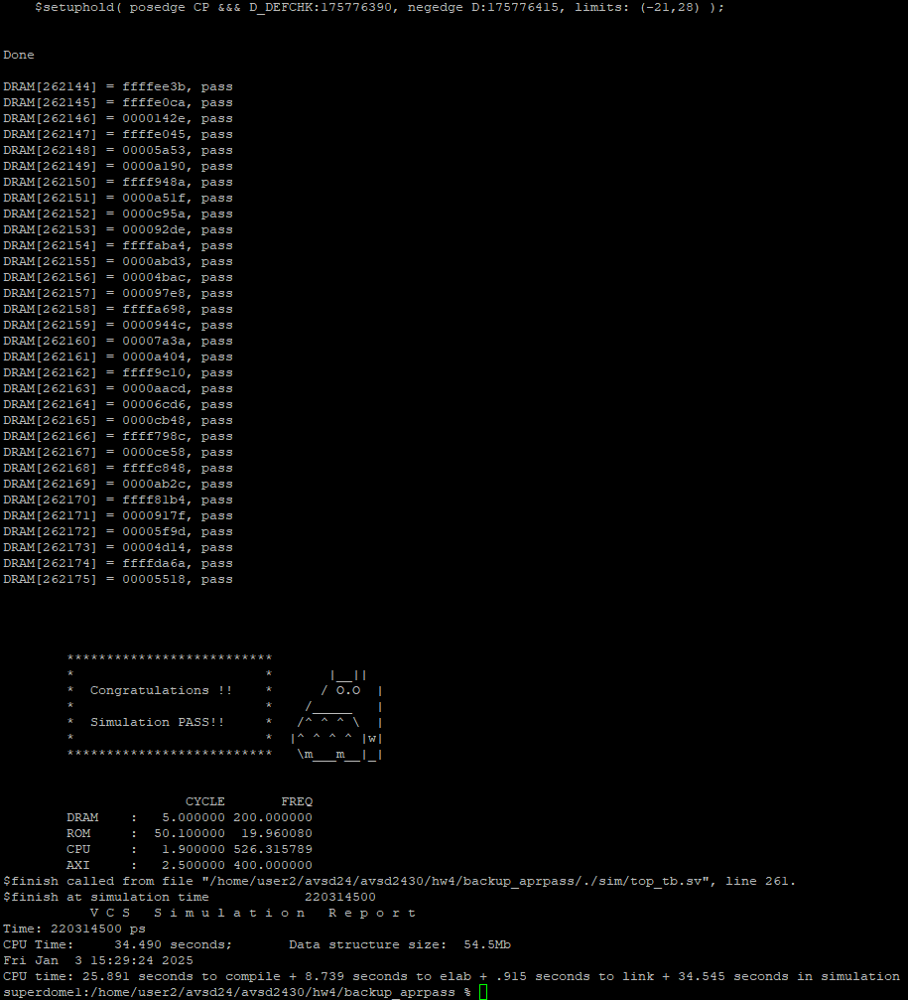 $setuphold( posedge CP &&& D_DEFCHK:175776390, negedge D:175776415, limits: (-21,28) );
Done
DRAM[262144] = ffffee3b, pass
DRAM[262145] = ffffe0ca, pass
DRAM[262146] = 0000142e, pass
DRAM[262147] = ffffe045, pass
DRAM[262148] = 00005a53, pass
DRAM[262149] = 0000a190, pass
DRAM[262150] = ffff948a, pass
DRAM[262151] = 0000a51f, pass
DRAM[262152] = 0000c95a, pass
DRAM[262153] = 000092de, pass
DRAM[262154] = ffffaba4, pass
DRAM[262155] = 0000abd3, pass
DRAM[262156] = 00004bac, pass
DRAM[262157] = 000097e8, pass
DRAM[262158] = ffffa698, pass
DRAM[262159] = 0000944c, pass
DRAM[262160] = 00007a3a, pass
DRAM[262161] = 0000a404, pass
DRAM[262162] = ffff9c10, pass
DRAM[262163] = 0000aacd, pass
DRAM[262164] = 00006cd6, pass
DRAM[262165] = 0000cb48, pass
DRAM[262166] = ffff798c, pass
DRAM[262167] = 0000ce58, pass
DRAM[262168] = ffffc848, pass
DRAM[262169] = 0000ab2c, pass
DRAM[262170] = ffff81b4, pass
DRAM[262171] = 0000917f, pass
DRAM[262172] = 00005f9d, pass
DRAM[262173] = 00004d14, pass
DRAM[262174] = ffffda6a, pass
DRAM[262175] = 00005518, pass
        **************************
        *                        *       |__||
        *  Congratulations !!    *      / O.O  |
        *                        *    /_____   |
        *  Simulation PASS!!     *   /^ ^ ^ \  |
        *                        *  |^ ^ ^ ^ |w|
        **************************   \m___m__|_|
                       CYCLE       FREQ
        DRAM    :   5.000000 200.000000
        ROM     :  50.100000  19.960080
        CPU     :   1.900000 526.315789
        AXI     :   2.500000 400.000000
$finish called from file "/home/user2/avsd24/avsd2430/hw4/backup_aprpass/./sim/top_tb.sv", line 261.
$finish at simulation time            220314500
           V C S   S i m u l a t i o n   R e p o r t
Time: 220314500 ps
CPU Time:     34.490 seconds;       Data structure size:  54.5Mb
Fri Jan  3 15:29:24 2025
CPU time: 25.891 seconds to compile + 8.739 seconds to elab + .915 seconds to link + 34.545 seconds in simulation
superdome1:/home/user2/avsd24/avsd2430/hw4/backup_aprpass %